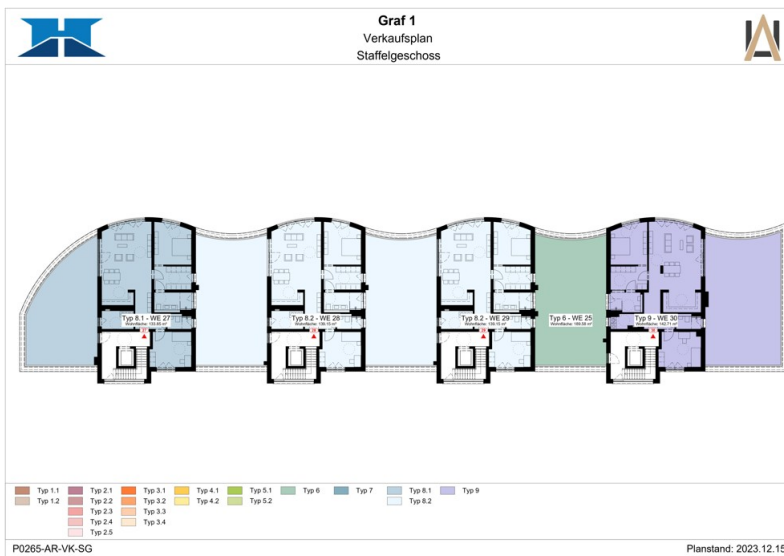 Graf 1
Verkaufsplan
Staffelgeschoss
Typ 8.1 - WE 27
Typ 8.2 - WE 28
Typ 8.2 - WE 29
Typ 6 - WE 25
Typ 9 - WE 30
Typ 1.1
Typ 2.1
Typ 3.1
Typ 4.1
Typ 5.1
Typ 6
Typ 7
Typ 8.1
Typ 9
Typ 1.2
Typ 2.2
Typ 3.2
Typ 4.2
Typ 5.2
Typ 8.2
Typ 2.3
Typ 3.3
Typ 2.4
Typ 3.4
Typ 2.5
P0265-AR-VK-SG
Planstand: 2023.12.15